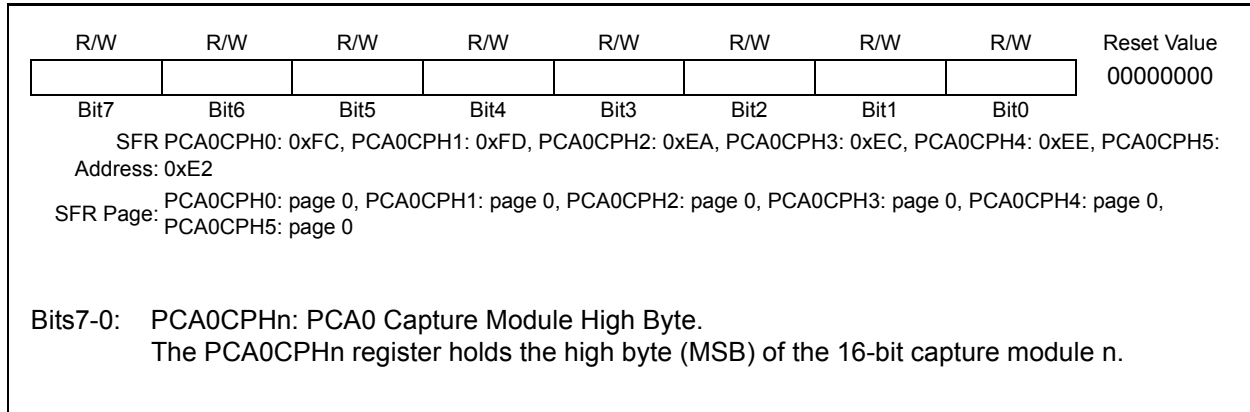 R/W R/W R/W R/W R/W R/W R/W R/W Reset Value
00000000
Bit7 Bit6 Bit5 Bit4 Bit3 Bit2 Bit1 Bit0
SFR PCA0CPH0: 0xFC, PCA0CPH1: 0xFD, PCA0CPH2: 0xEA, PCA0CPH3: 0xEC, PCA0CPH4: 0xEE, PCA0CPH5:
Address: 0xE2
SFR Page: PCA0CPH0: page 0, PCA0CPH1: page 0, PCA0CPH2: page 0, PCA0CPH3: page 0, PCA0CPH4: page 0,
PCA0CPH5: page 0
Bits7-0: PCA0CPHn: PCA0 Capture Module High Byte.
The PCA0CPHn register holds the high byte (MSB) of the 16-bit capture module n.